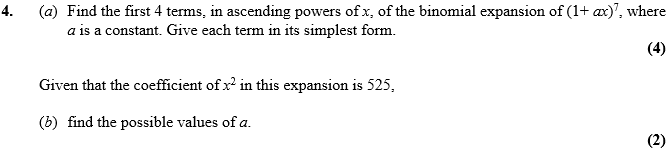 4. (a) Find the first 4 terms, in ascending powers of x, of the binomial expansion of (1+ ax)⁷, where
a is a constant. Give each term in its simplest form.
(4)
Given that the coefficient of x² in this expansion is 525,
(b) find the possible values of a.
(2)